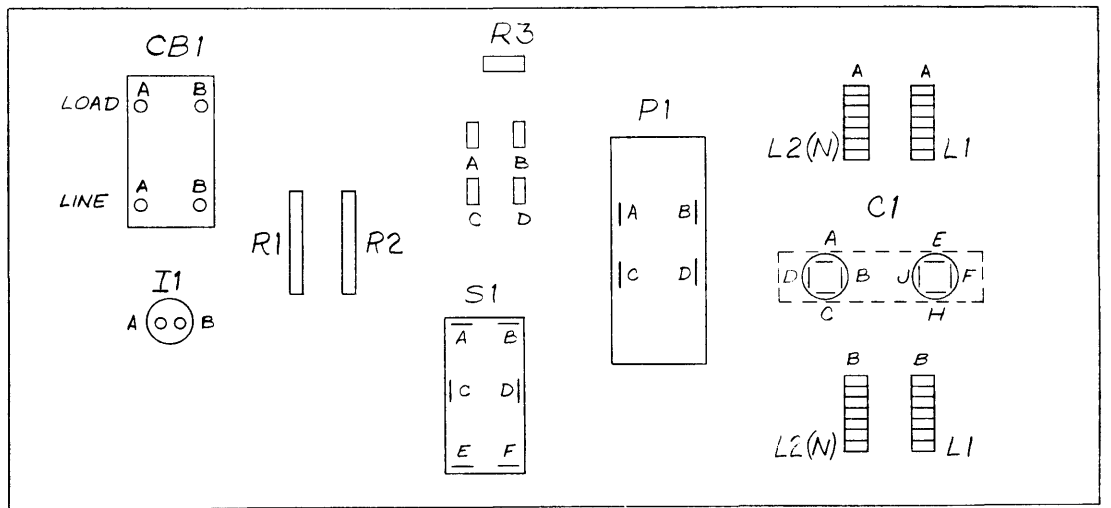 CB1
LOAD
A B
LINE
A B
I1
A B
R1
R2
R3
A B
C D
S1
A B
C D
E F
P1
A B
C D
A A
L2(N) L1
C1
A E
D B J F
C H
B B
L2(N) L1